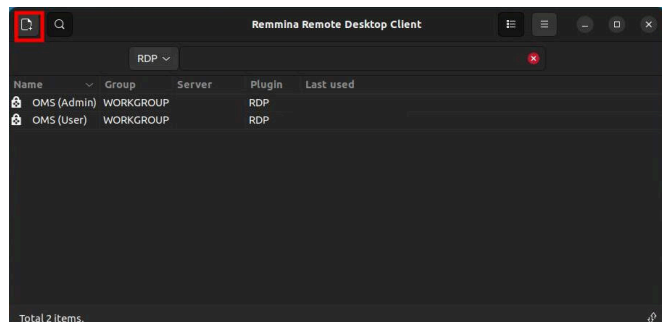 Remmina Remote Desktop Client
RDP
Name Group Server Plugin Last used
OMS (Admin) WORKGROUP RDP
OMS (User) WORKGROUP RDP
Total 2 items.